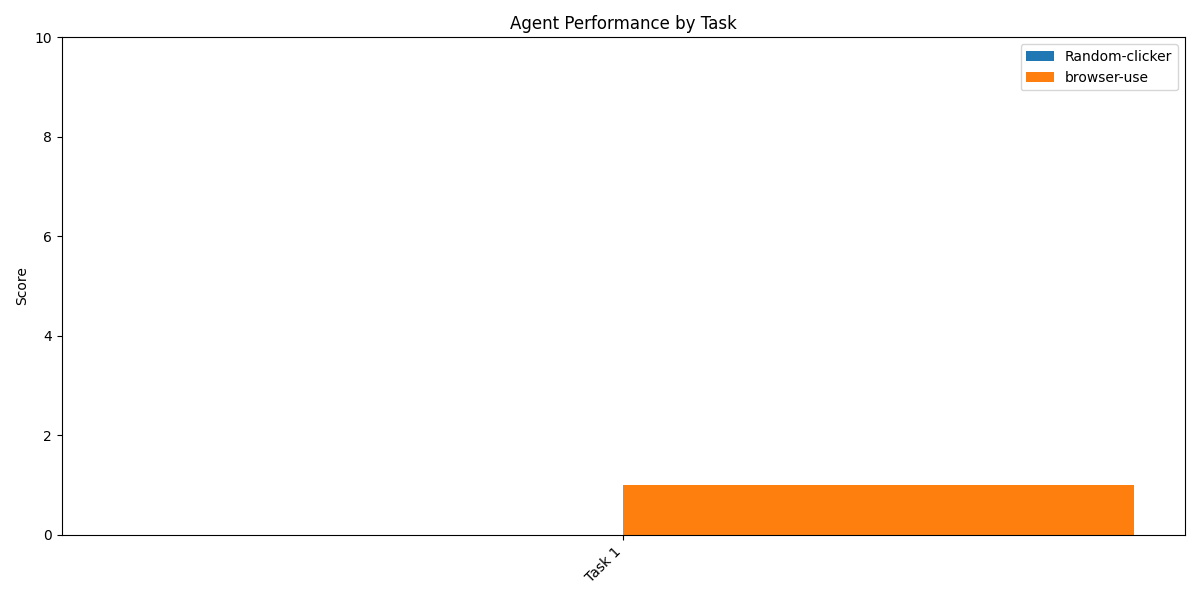 Agent Performance by Task
10
8
6
4
2
0
Score
Random-clicker
browser-use
Task 1